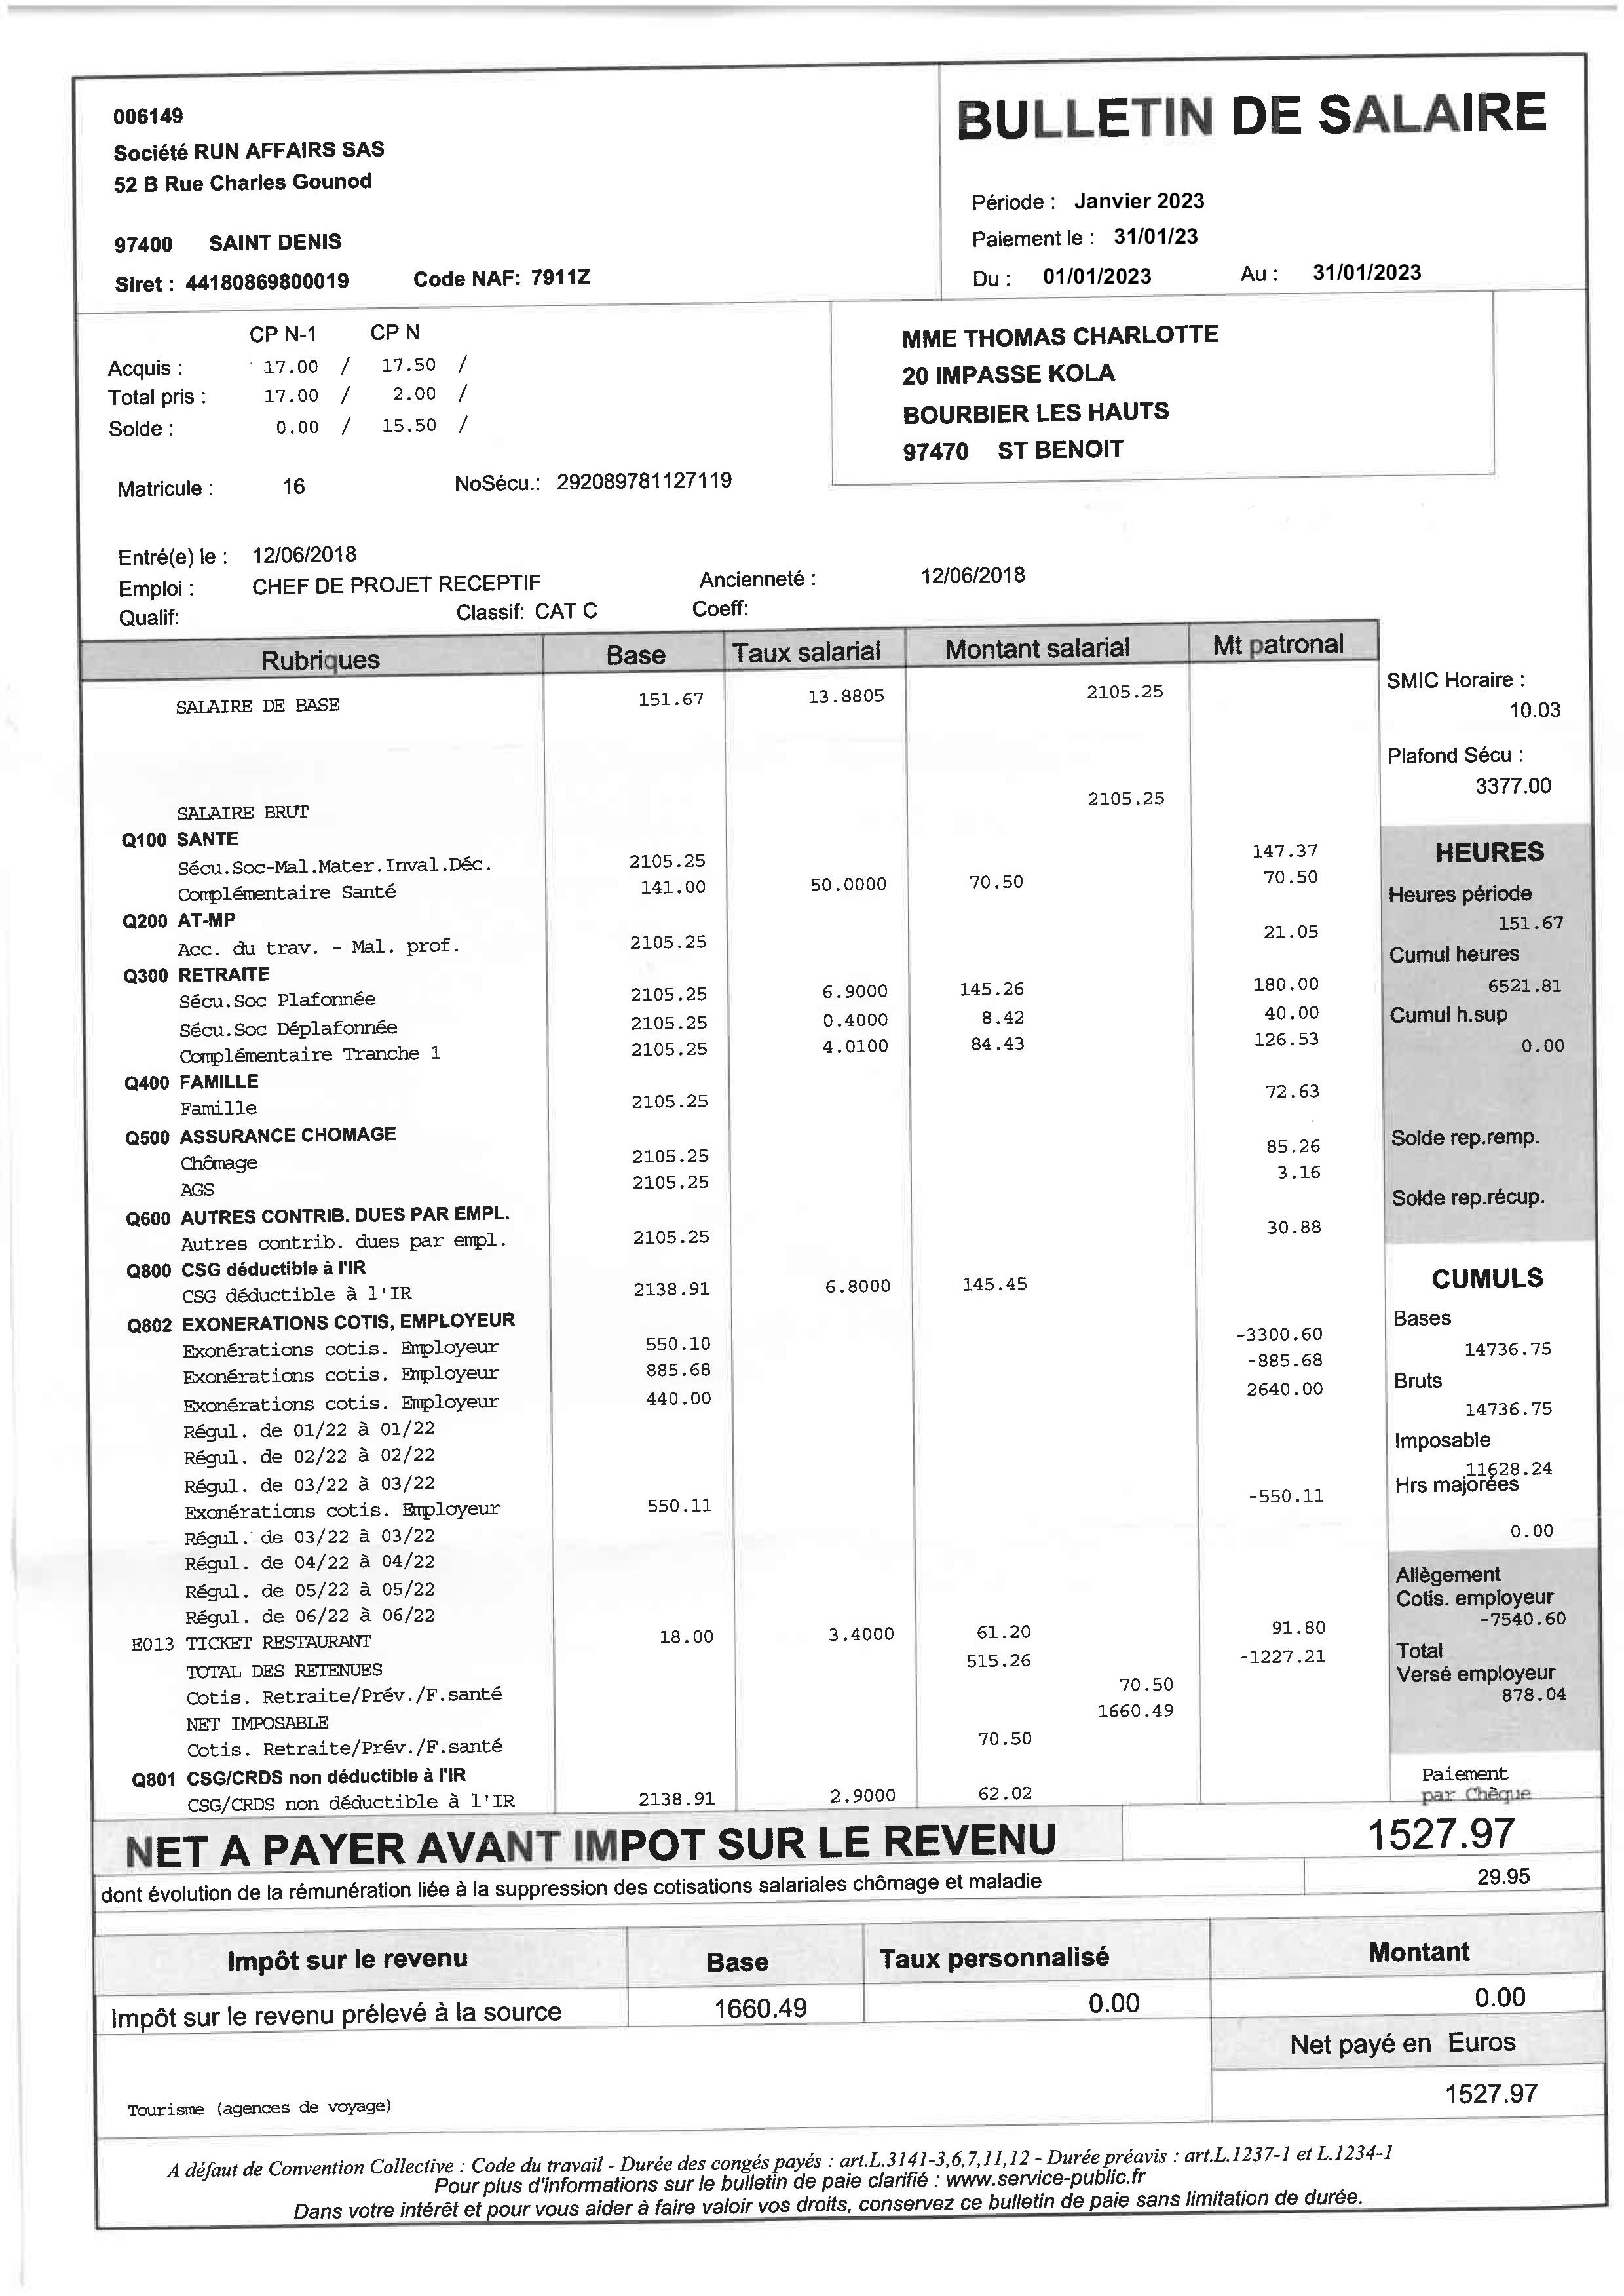 006149
Société RUN AFFAIRS SAS
52 B Rue Charles Gounod
97400 SAINT DENIS
Siret : 44180869800019 Code NAF: 7911Z
BULLETIN DE SALAIRE
Période : Janvier 2023
Paiement le : 31/01/23
Du : 01/01/2023 Au : 31/01/2023
CP N-1 CP N
Acquis : 17.00 / 17.50 /
Total pris : 17.00 / 2.00 /
Solde : 0.00 / 15.50 /
Matricule : 16 NoSécu.: 292089781127119
MME THOMAS CHARLOTTE
20 IMPASSE KOLA
BOURBIER LES HAUTS
97470 ST BENOIT
Entré(e) le : 12/06/2018
Emploi : CHEF DE PROJET RECEPTIF Ancienneté : 12/06/2018
Qualif: Classif: CAT C Coeff:
Rubriques Base Taux salarial Montant salarial Mt patronal
SALAIRE DE BASE 151.67 13.8805 2105.25
SALAIRE BRUT 2105.25
Q100 SANTE
Sécu.Soc-Mal.Mater.Inval.Déc. 2105.25 147.37
Complémentaire Santé 141.00 50.0000 70.50 70.50
Q200 AT-MP
Acc. du trav. - Mal. prof. 2105.25 21.05
Q300 RETRAITE
Sécu.Soc Plafonnée 2105.25 6.9000 145.26 180.00
Sécu.Soc Déplafonnée 2105.25 0.4000 8.42 40.00
Complémentaire Tranche 1 2105.25 4.0100 84.43 126.53
Q400 FAMILLE
Famille 2105.25 72.63
Q500 ASSURANCE CHOMAGE
Chômage 2105.25 85.26
AGS 2105.25 3.16
Q600 AUTRES CONTRIB. DUES PAR EMPL.
Autres contrib. dues par empl. 2105.25 30.88
Q800 CSG déductible à l'IR
CSG déductible à l'IR 2138.91 6.8000 145.45
Q802 EXONERATIONS COTIS, EMPLOYEUR
Exonérations cotis. Employeur 550.10 -3300.60
Exonérations cotis. Employeur 885.68 -885.68
Exonérations cotis. Employeur 440.00 2640.00
Régul. de 01/22 à 01/22
Régul. de 02/22 à 02/22
Régul. de 03/22 à 03/22
Exonérations cotis. Employeur 550.11 -550.11
Régul. de 03/22 à 03/22
Régul. de 04/22 à 04/22
Régul. de 05/22 à 05/22
Régul. de 06/22 à 06/22
E013 TICKET RESTAURANT 18.00 3.4000 61.20 91.80
TOTAL DES RETENUES 515.26 -1227.21
Cotis. Retraite/Prév./F.santé 70.50
NET IMPOSABLE 1660.49
Cotis. Retraite/Prév./F.santé 70.50
Q801 CSG/CRDS non déductible à l'IR
CSG/CRDS non déductible à l'IR 2138.91 2.9000 62.02
SMIC Horaire :
10.03
Plafond Sécu :
3377.00
HEURES
Heures période
151.67
Cumul heures
6521.81
Cumul h.sup
0.00
Solde rep.remp.
Solde rep.récup.
CUMULS
Bases
14736.75
Bruts
14736.75
Imposable
11628.24
Hrs majorées
0.00
Allègement
Cotis. employeur
-7540.60
Total
Versé employeur
878.04
Paiement
par Chèque
NET A PAYER AVANT IMPOT SUR LE REVENU 1527.97
dont évolution de la rémunération liée à la suppression des cotisations salariales chômage et maladie 29.95
Impôt sur le revenu Base Taux personnalisé Montant
Impôt sur le revenu prélevé à la source 1660.49 0.00 0.00
Net payé en Euros
1527.97
Tourisme (agences de voyage)
A défaut de Convention Collective : Code du travail - Durée des congés payés : art.L.3141-3,6,7,11,12 - Durée préavis : art.L.1237-1 et L.1234-1
Pour plus d'informations sur le bulletin de paie clarifié : www.service-public.fr
Dans votre intérêt et pour vous aider à faire valoir vos droits, conservez ce bulletin de paie sans limitation de durée.